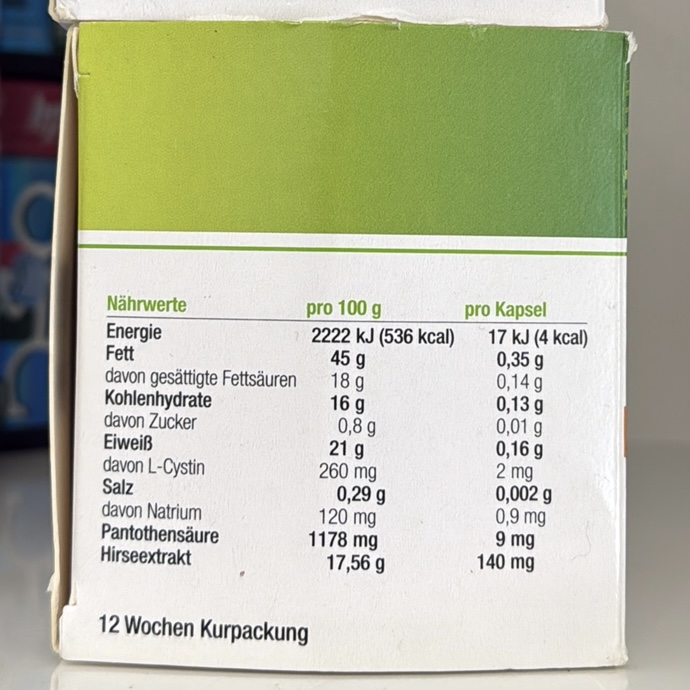 Nährwerte pro 100 g pro Kapsel
Energie 2222 kJ (536 kcal) 17 kJ (4 kcal)
Fett 45 g 0,35 g
davon gesättigte Fettsäuren 18 g 0,14 g
Kohlenhydrate 16 g 0,13 g
davon Zucker 0,8 g 0,01 g
Eiweiß 21 g 0,16 g
davon L-Cystin 260 mg 2 mg
Salz 0,29 g 0,002 g
davon Natrium 120 mg 0,9 mg
Pantothensäure 1178 mg 9 mg
Hirseextrakt 17,56 g 140 mg
12 Wochen Kurpackung